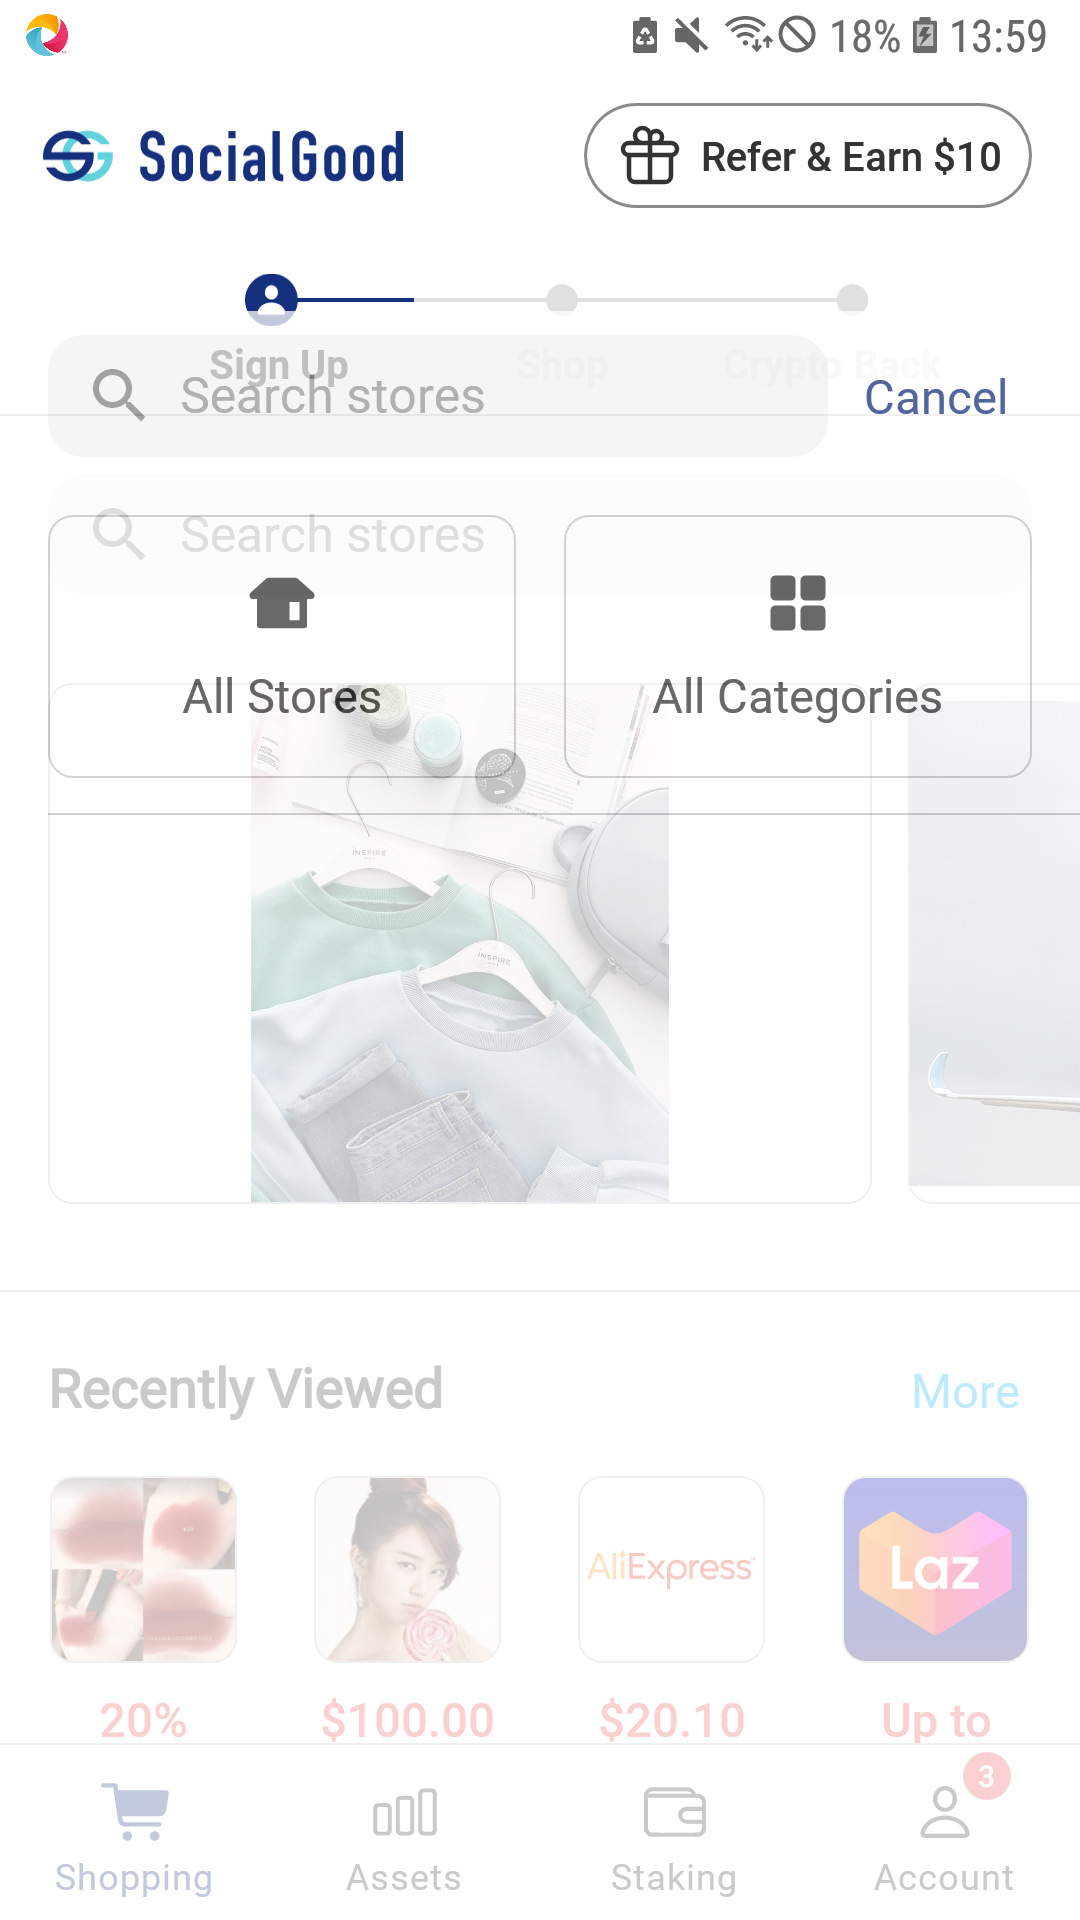 18% 13:59
SocialGood
Refer & Earn $10
Sign Up
Shop
Crypto Back
Search stores
Cancel
Search stores
All Stores
All Categories
INSPIRE
INSPIRE
Recently Viewed
More
AliExpress
Laz
20%
$100.00
$20.10
Up to
3
Shopping
Assets
Staking
Account